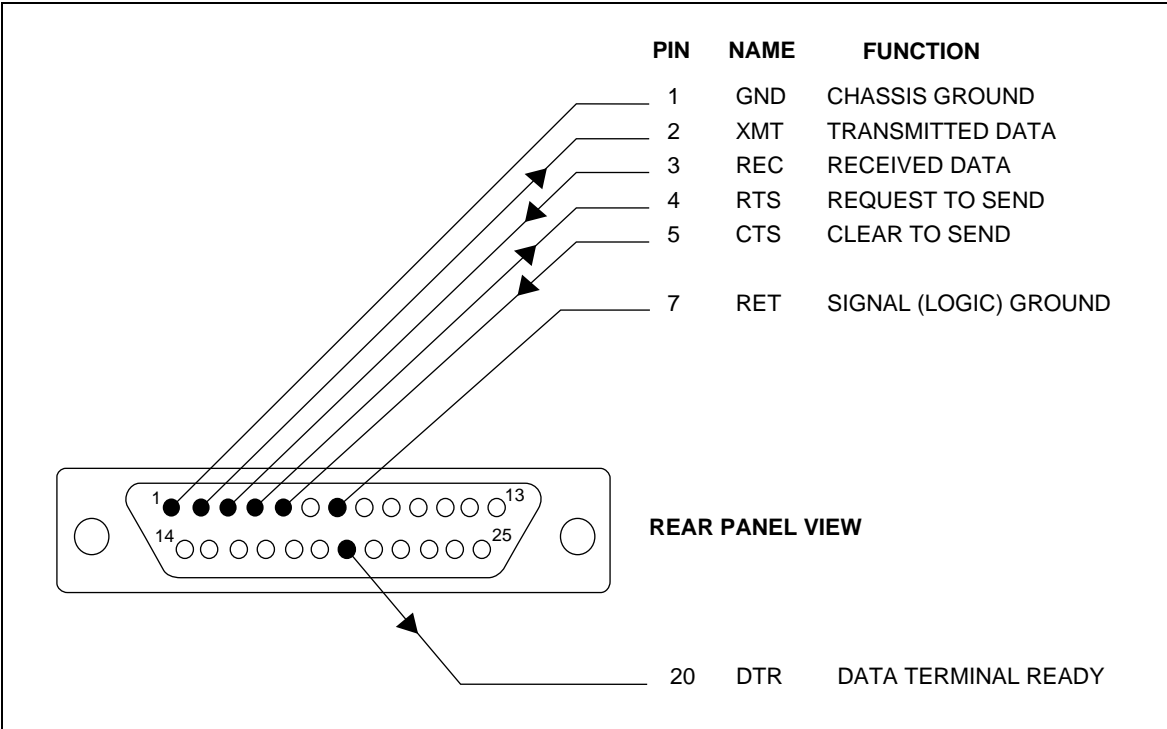 PIN NAME FUNCTION
1 GND CHASSIS GROUND
2 XMT TRANSMITTED DATA
3 REC RECEIVED DATA
4 RTS REQUEST TO SEND
5 CTS CLEAR TO SEND
7 RET SIGNAL (LOGIC) GROUND
1 13
14 25
REAR PANEL VIEW
20 DTR DATA TERMINAL READY